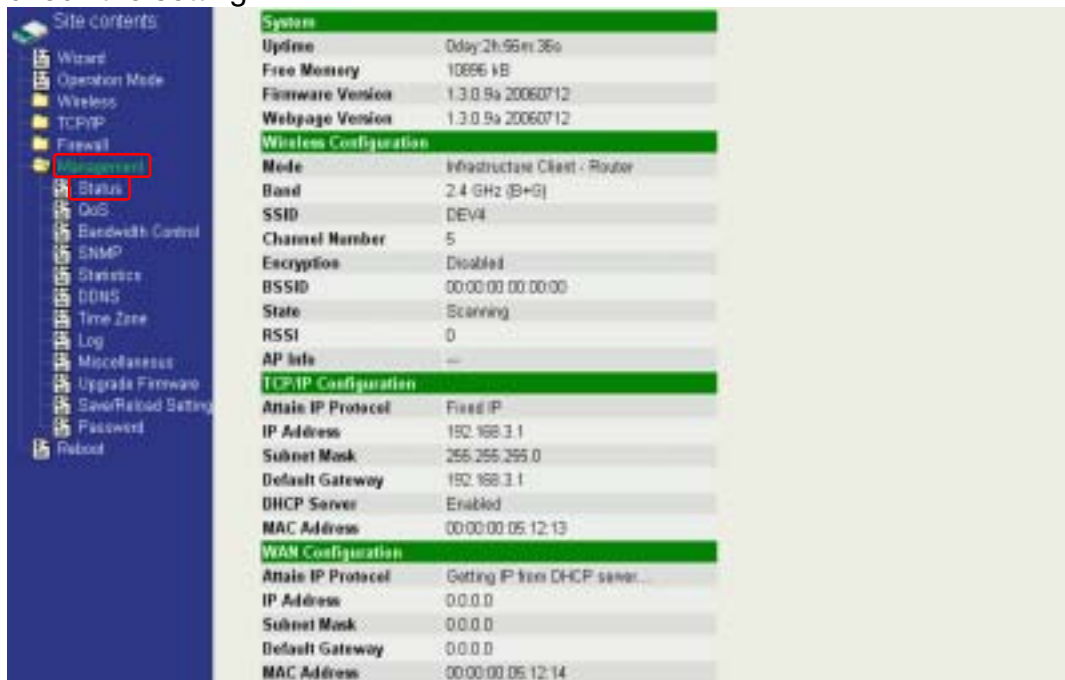 Site contents:
Wizard
Operation Mode
Wireless
TCP/IP
Firewall
Management
Status
QoS
Bandwidth Control
SNMP
Statistics
DDNS
Time Zone
Log
Miscellaneous
Upgrade Firmware
Save/Reload Setting
Password
Reboot
System
Uptime 0day:2h:56m:36s
Free Memory 10896 kB
Firmware Version 1.3.0.9a 20060712
Webpage Version 1.3.0.9a 20060712
Wireless Configuration
Mode Infrastructure Client - Router
Band 2.4 GHz (B+G)
SSID DEV4
Channel Number 5
Encryption Disabled
BSSID 00:00:00:00:00:00
State Scanning
RSSI 0
AP Info ---
TCP/IP Configuration
Attain IP Protocol Fixed IP
IP Address 192.168.3.1
Subnet Mask 255.255.255.0
Default Gateway 192.168.3.1
DHCP Server Enabled
MAC Address 00:00:00:05:12:13
WAN Configuration
Attain IP Protocol Getting IP from DHCP server...
IP Address 0.0.0.0
Subnet Mask 0.0.0.0
Default Gateway 0.0.0.0
MAC Address 00:00:00:05:12:14